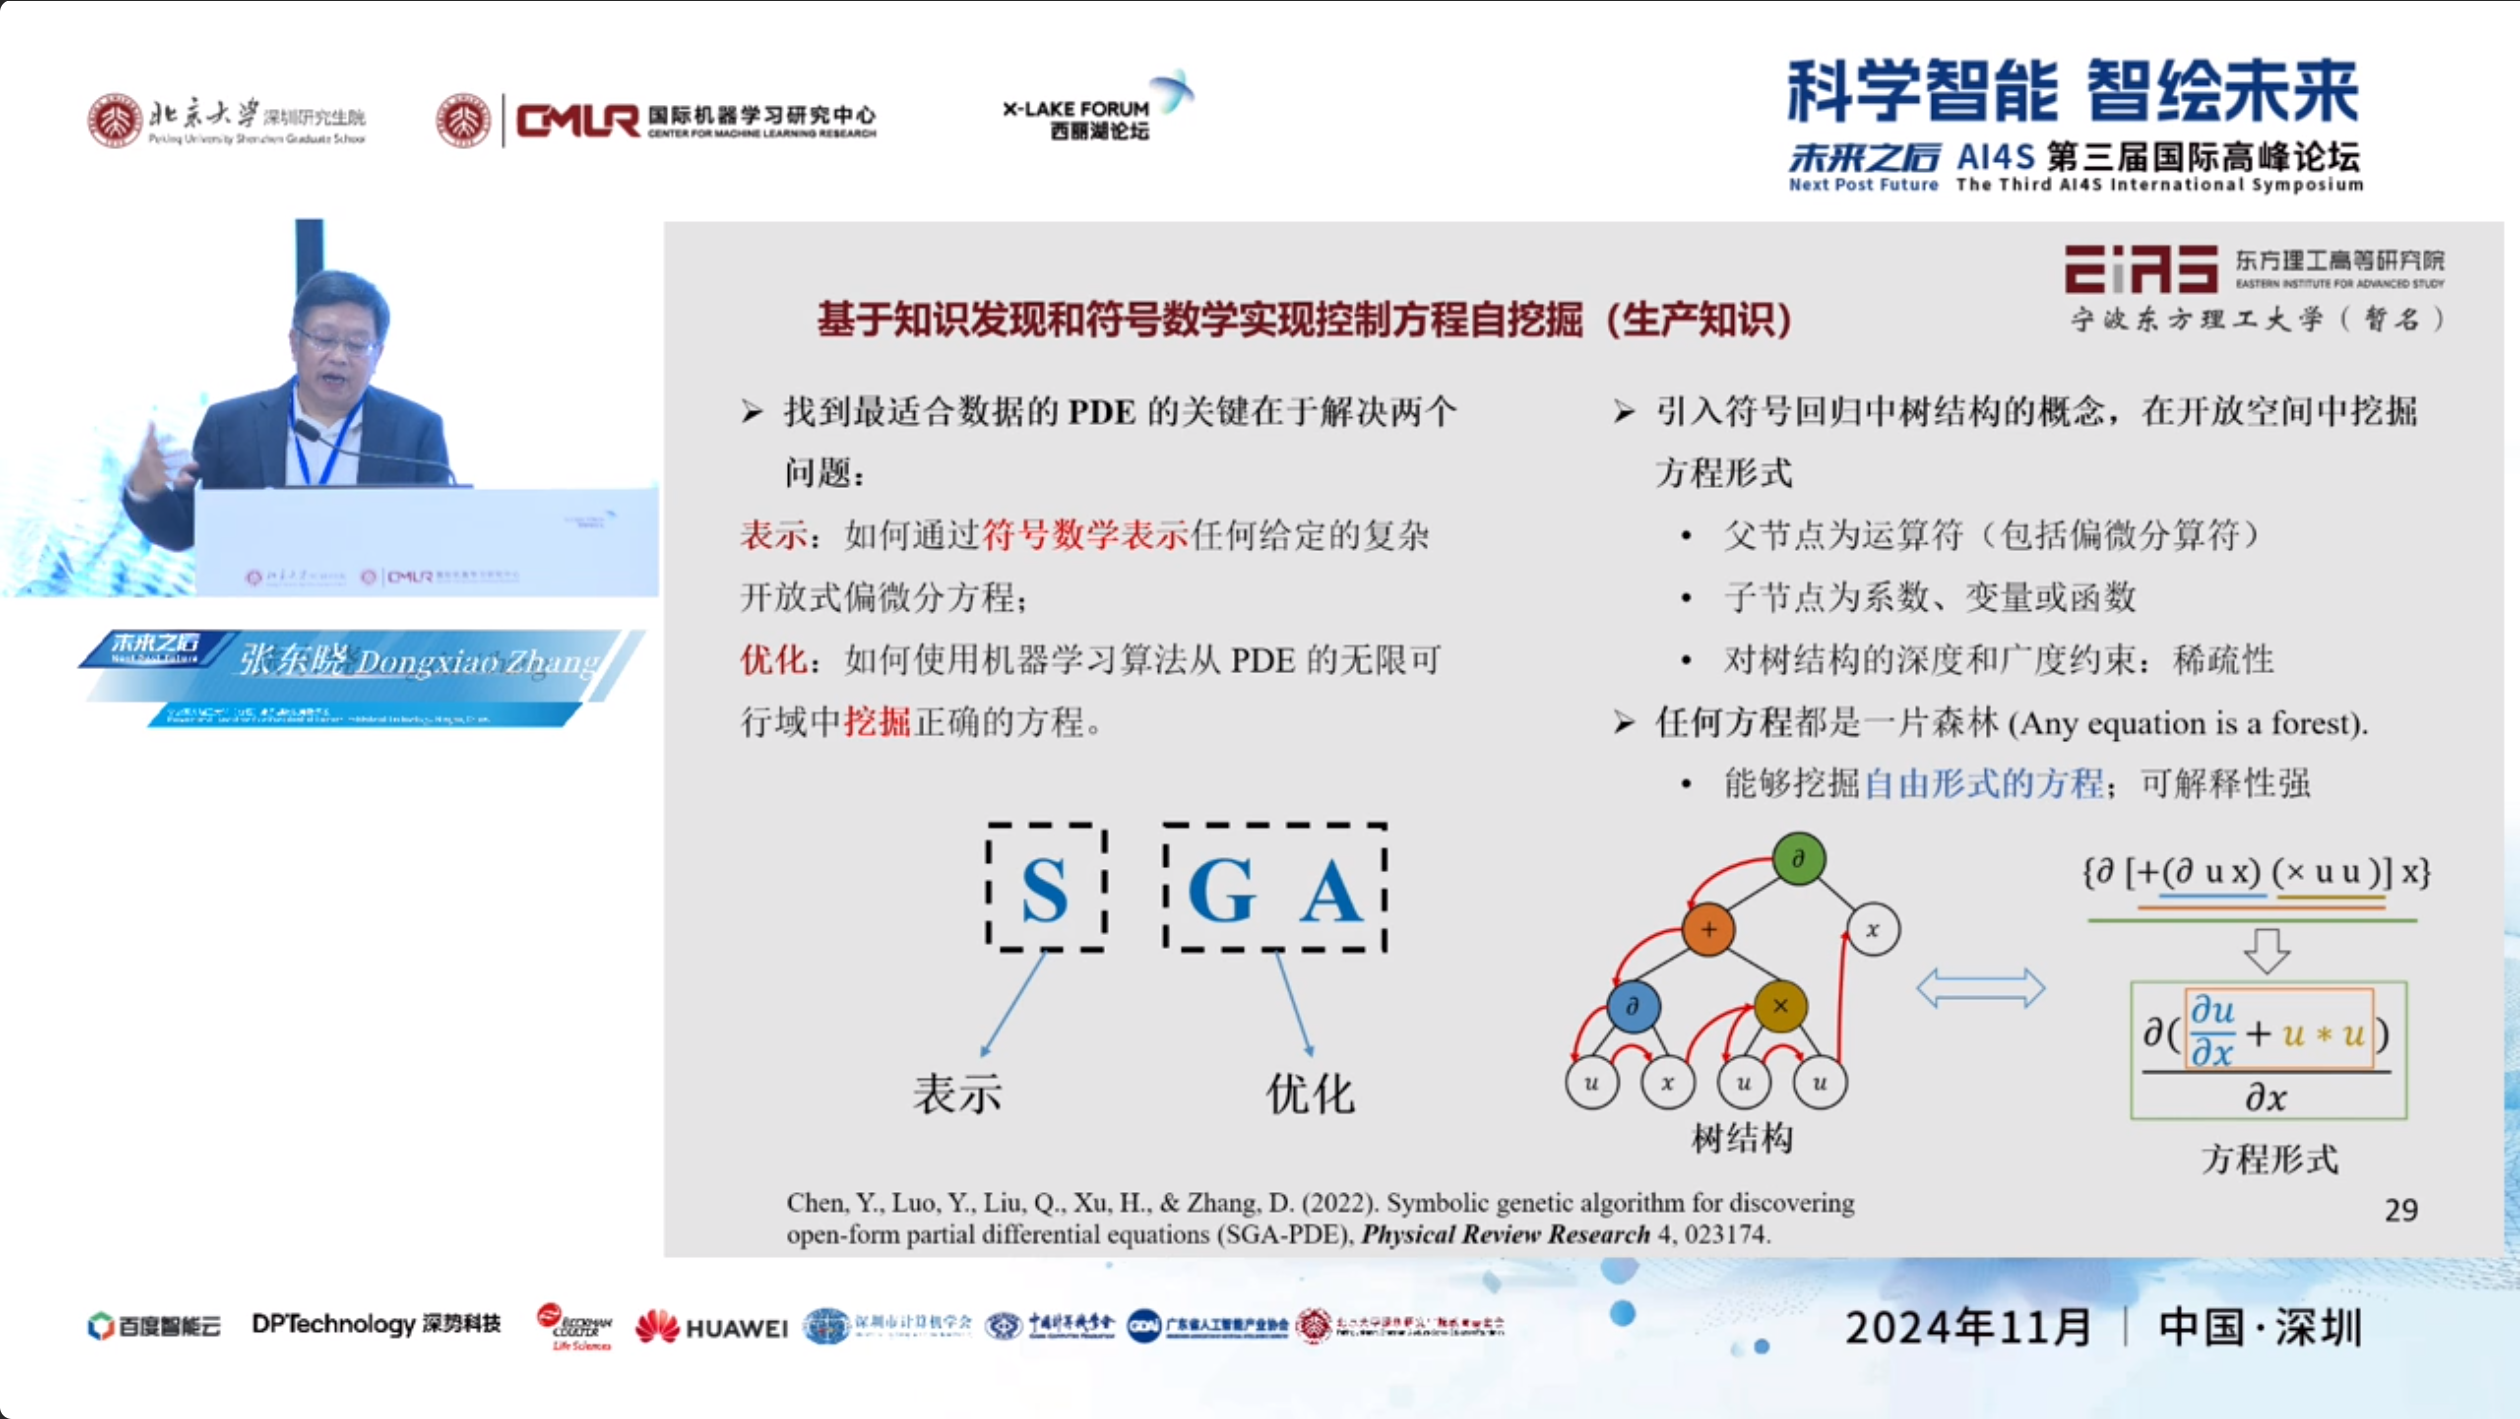 北京大学 深圳研究生院
Peking University Shenzhen Graduate School
CMLR 国际机器学习研究中心
CENTER FOR MACHINE LEARNING RESEARCH
X-LAKE FORUM
西丽湖论坛
科学智能 智绘未来
未来之后 AI4S 第三届国际高峰论坛
Next Post Future The Third AI4S International Symposium
未来之后
Next Post Future
张东晓 Dongxiao Zhang
CMLR
EIAS 东方理工高等研究院
EASTERN INSTITUTE FOR ADVANCED STUDY
宁波东方理工大学（暂名）
基于知识发现和符号数学实现控制方程自挖掘（生产知识）
➢ 找到最适合数据的 PDE 的关键在于解决两个
问题：
表示：如何通过符号数学表示任何给定的复杂
开放式偏微分方程；
优化：如何使用机器学习算法从 PDE 的无限可
行域中挖掘正确的方程。
S G A
表示 优化
➢ 引入符号回归中树结构的概念，在开放空间中挖掘
方程形式
• 父节点为运算符（包括偏微分算符）
• 子节点为系数、变量或函数
• 对树结构的深度和广度约束：稀疏性
➢ 任何方程都是一片森林 (Any equation is a forest).
• 能够挖掘自由形式的方程；可解释性强
∂
+ x
∂ ×
u x u u
树结构
{∂ [+(∂ u x) (× u u )] x}
∂(∂u/∂x + u * u)
∂x
方程形式
Chen, Y., Luo, Y., Liu, Q., Xu, H., & Zhang, D. (2022). Symbolic genetic algorithm for discovering
open-form partial differential equations (SGA-PDE), Physical Review Research 4, 023174.
29
百度智能云 DPTechnology 深势科技 BECKMAN COULTER Life Sciences HUAWEI 深圳市计算机学会 广东省人工智能产业协会
2024年11月 | 中国·深圳